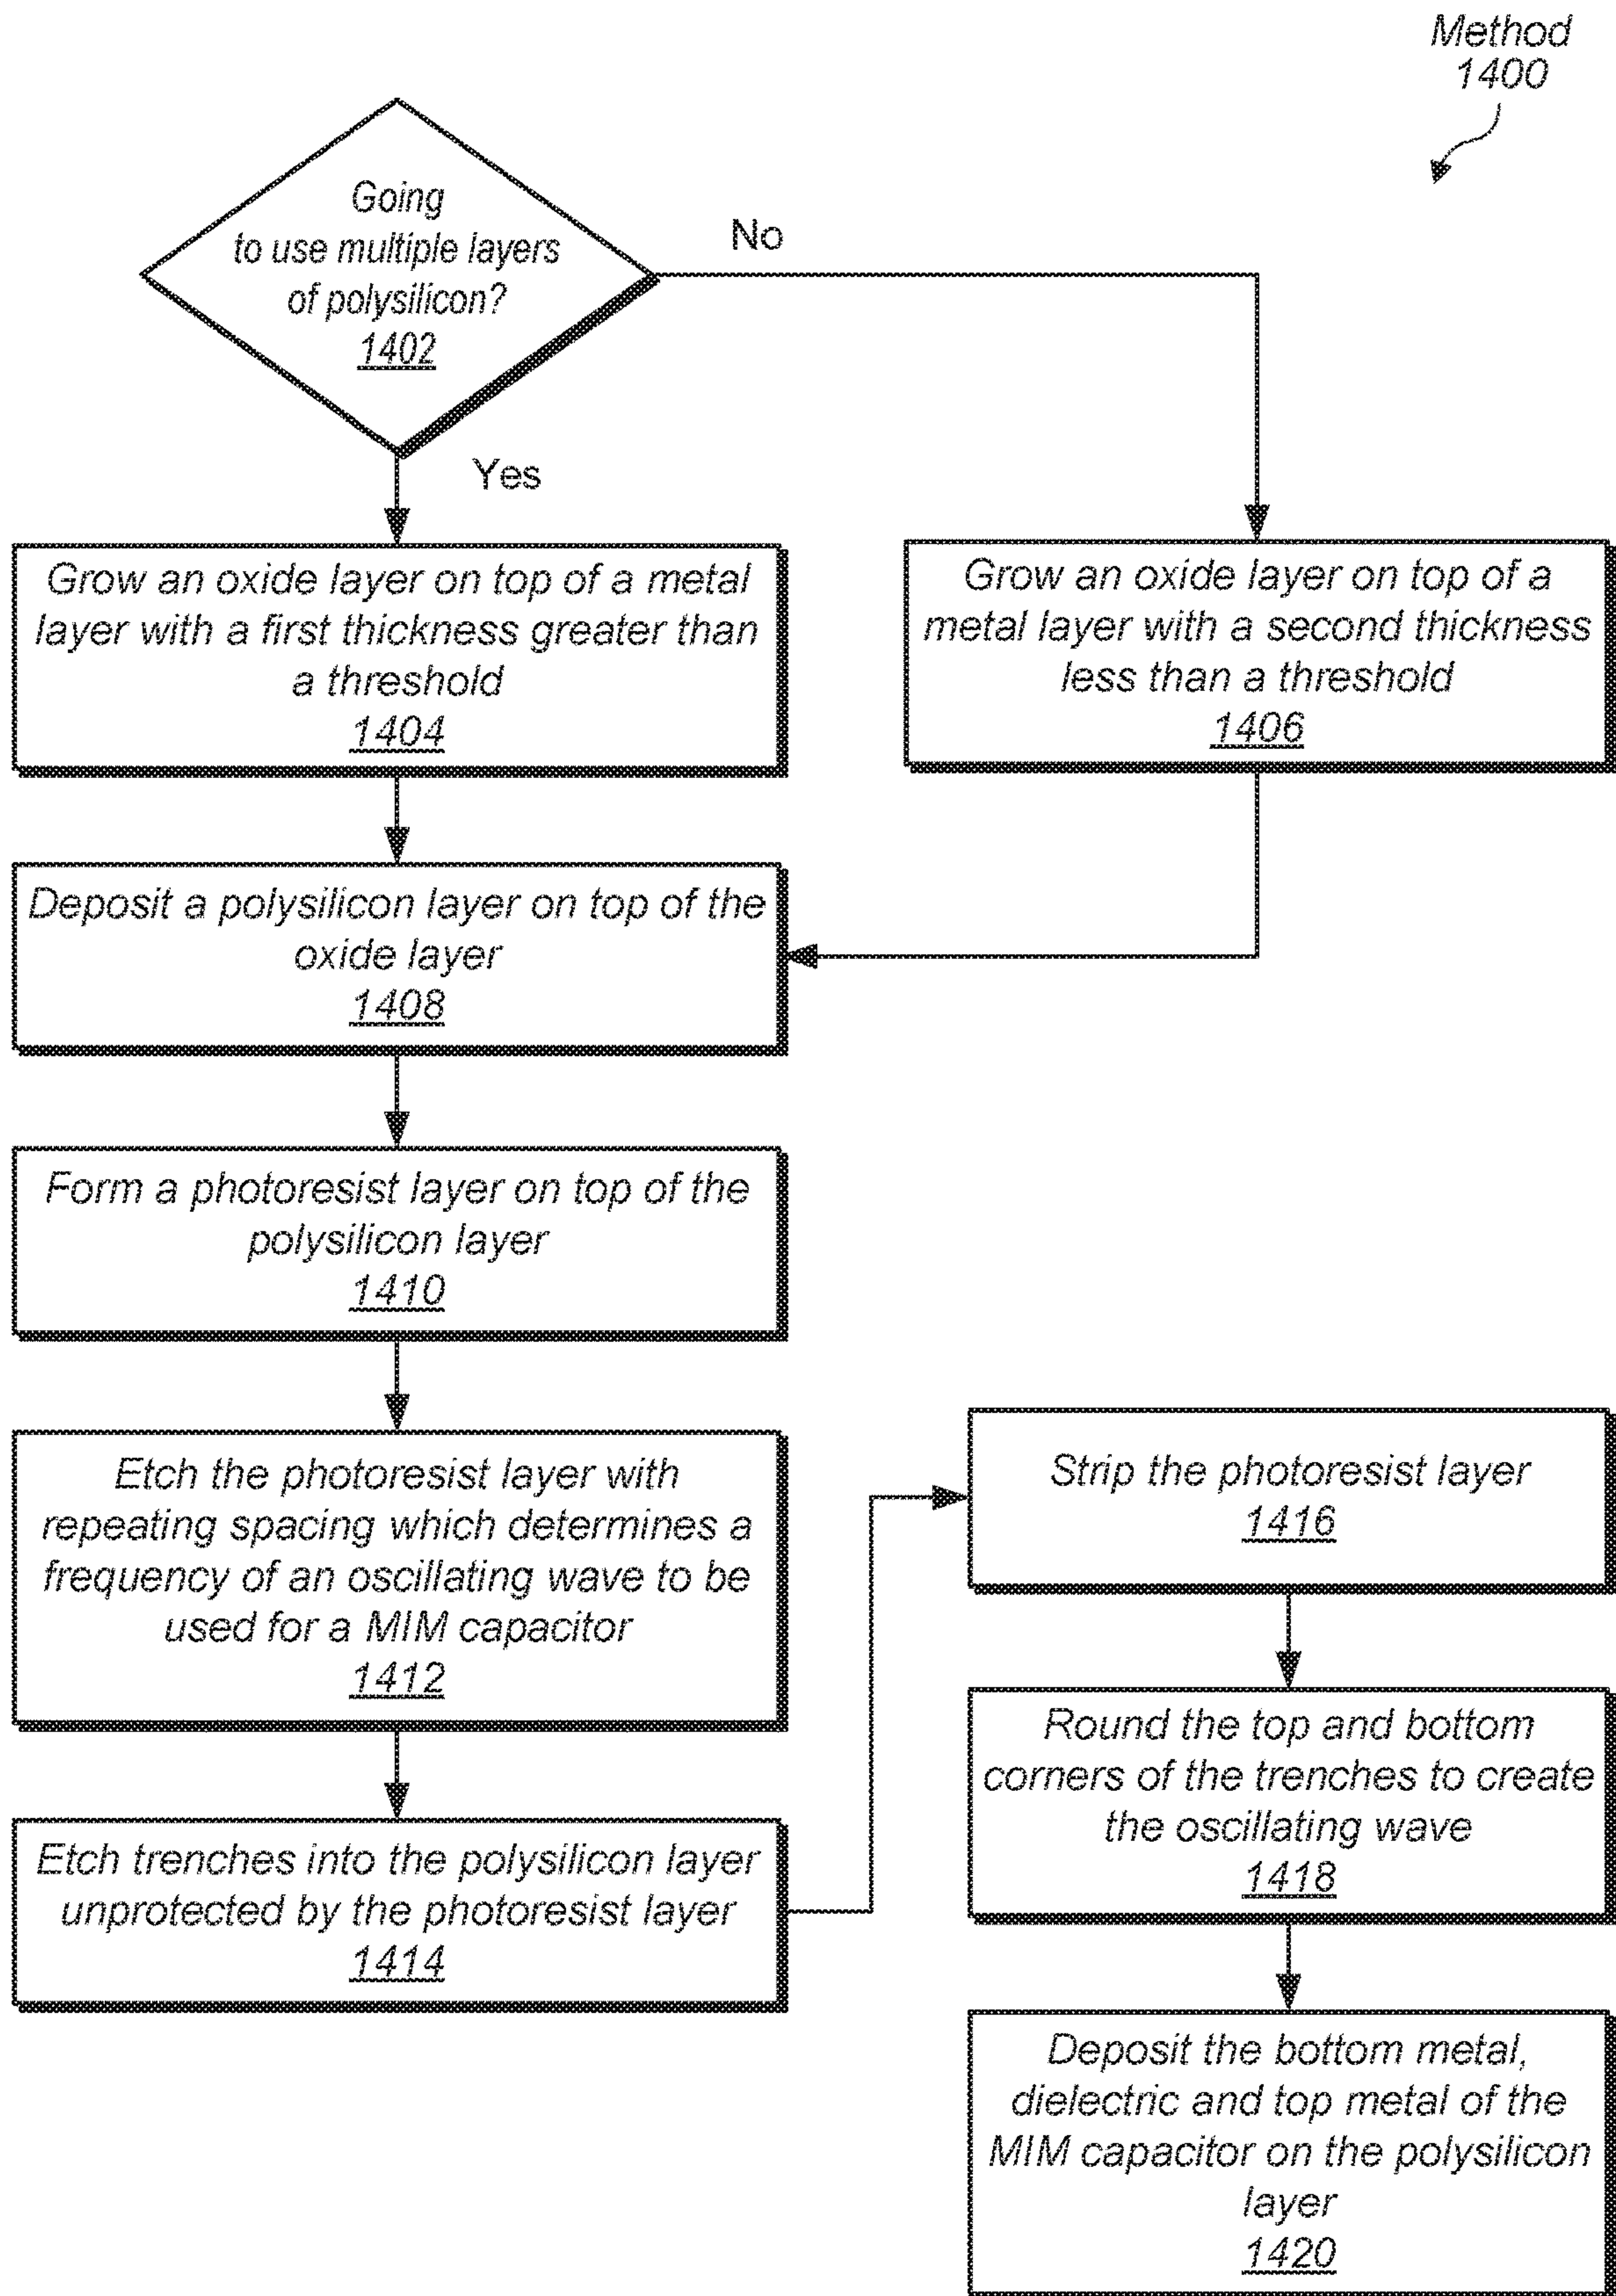 Method
1400
Going
to use multiple layers
of polysilicon?
1402
No
Yes
Grow an oxide layer on top of a metal
layer with a first thickness greater than
a threshold
1404
Grow an oxide layer on top of a
metal layer with a second thickness
less than a threshold
1406
Deposit a polysilicon layer on top of the
oxide layer
1408
Form a photoresist layer on top of the
polysilicon layer
1410
Etch the photoresist layer with
repeating spacing which determines a
frequency of an oscillating wave to be
used for a MIM capacitor
1412
Etch trenches into the polysilicon layer
unprotected by the photoresist layer
1414
Strip the photoresist layer
1416
Round the top and bottom
corners of the trenches to create
the oscillating wave
1418
Deposit the bottom metal,
dielectric and top metal of the
MIM capacitor on the polysilicon
layer
1420